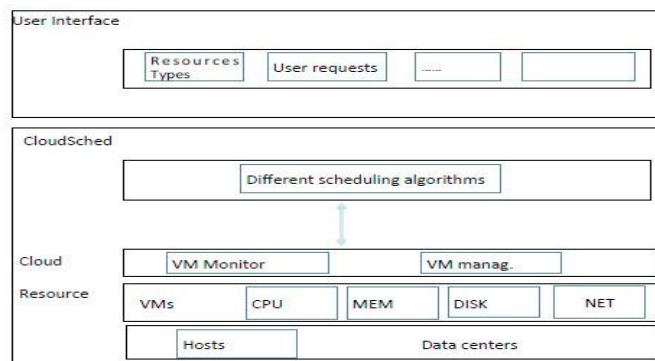 User Interface
Resources
Types
User requests
......
CloudSched
Different scheduling algorithms
Cloud
VM Monitor
VM manag.
Resource
VMs
CPU
MEM
DISK
NET
Hosts
Data centers